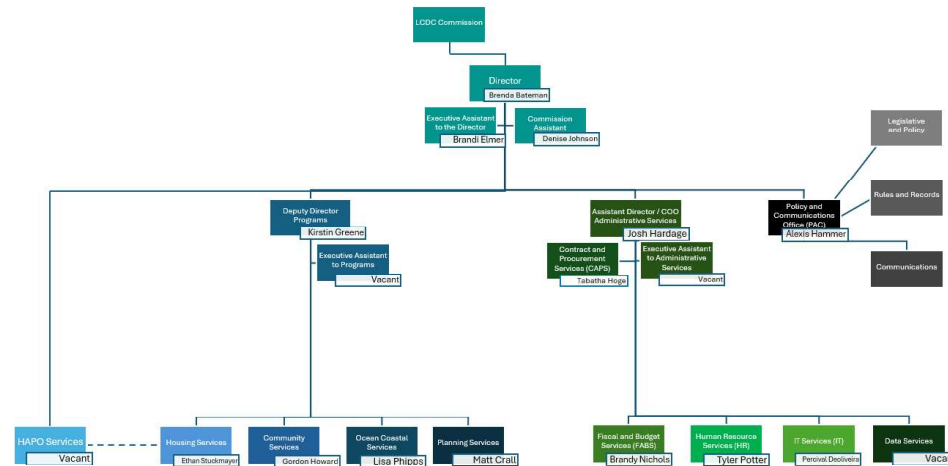 LCDC Commission
Director
Brenda Bateman
Executive Assistant
to the Director
Brandi Elmer
Commission
Assistant
Denise Johnson
Legislative
and Policy
Rules and Records
Communications
Policy and
Communications
Office (PAC)
Alexis Hammer
Deputy Director
Programs
Kirstin Greene
Executive Assistant
to Programs
Vacant
Assistant Director / COO
Administrative Services
Josh Hardage
Contract and
Procurement
Services (CAPS)
Tabatha Hoge
Executive Assistant
to Administrative
Services
Vacant
HAPO Services
Vacant
Housing Services
Ethan Stuckmayer
Community
Services
Gordon Howard
Ocean Coastal
Services
Lisa Phipps
Planning Services
Matt Crall
Fiscal and Budget
Services (FABS)
Brandy Nichols
Human Resource
Services (HR)
Tyler Potter
IT Services (IT)
Percival Deoliveira
Data Services